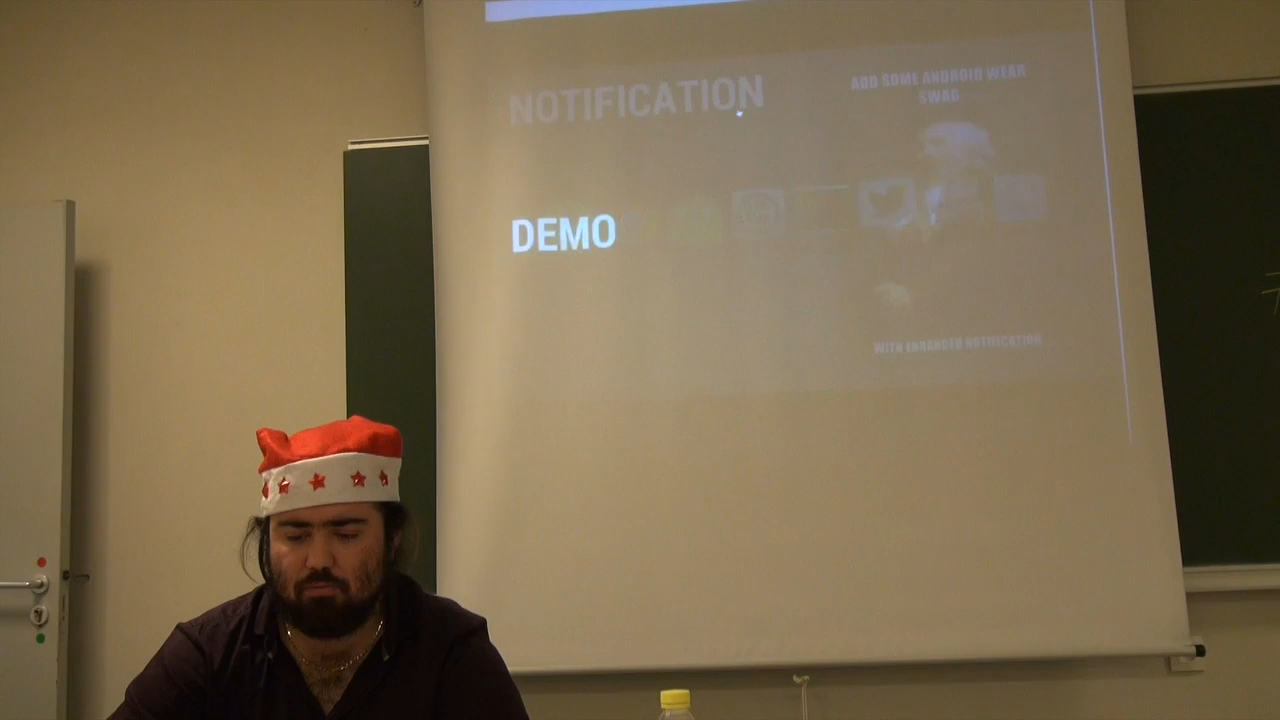 NOTIFICATION
ADD SOME ANDROID WEAR
SWAG
DEMO
WITH ENHANCED NOTIFICATION